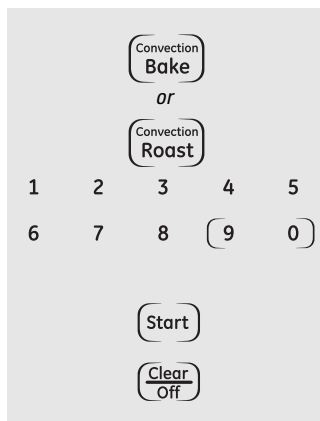 Convection
Bake
or
Convection
Roast
1 2 3 4 5
6 7 8 9 0
Start
Clear
Off